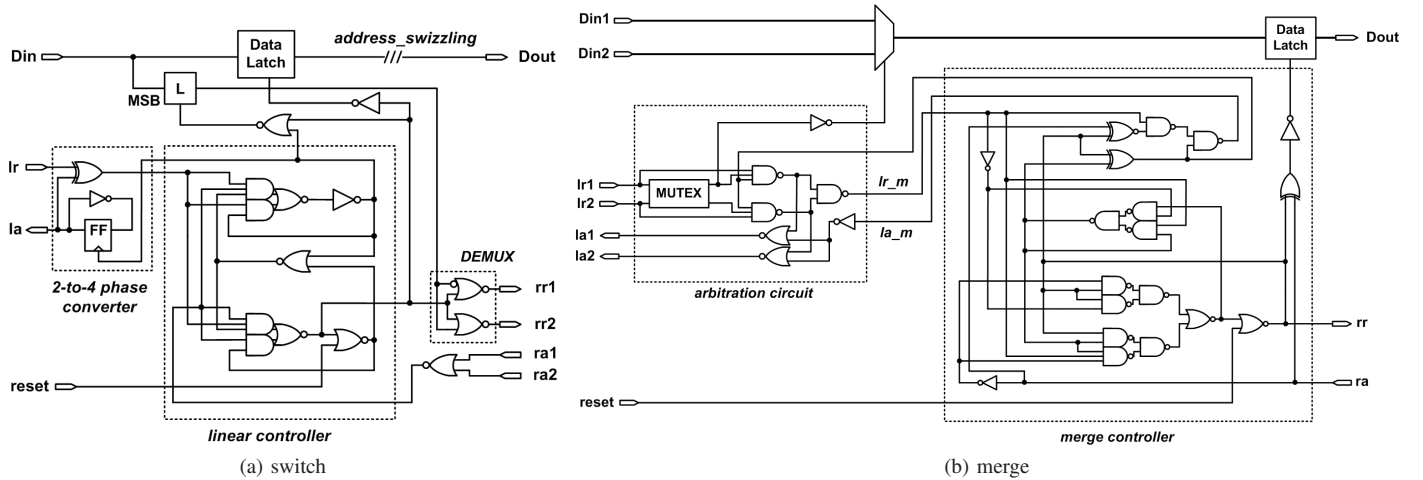 address_swizzling
Din
Data
Latch
Dout
MSB
L
lr
la
FF
2-to-4 phase
converter
DEMUX
rr1
rr2
ra1
ra2
reset
linear controller
(a) switch
Din1
Din2
Data
Latch
Dout
lr1
lr2
MUTEX
la1
la2
lr_m
la_m
arbitration circuit
rr
ra
reset
merge controller
(b) merge